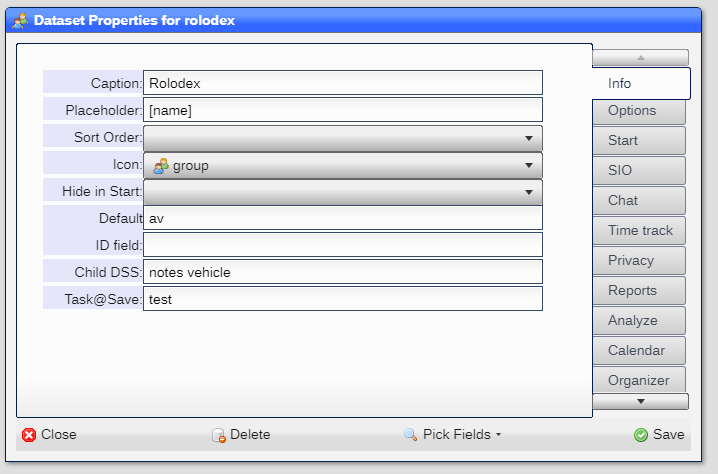 Dataset Properties for rolodex
Caption: Rolodex
Placeholder: [name]
Sort Order:
Icon: group
Hide in Start:
Default av
ID field:
Child DSS: notes vehicle
Task@Save: test
Info
Options
Start
SIO
Chat
Time track
Privacy
Reports
Analyze
Calendar
Organizer
Close Delete Pick Fields Save